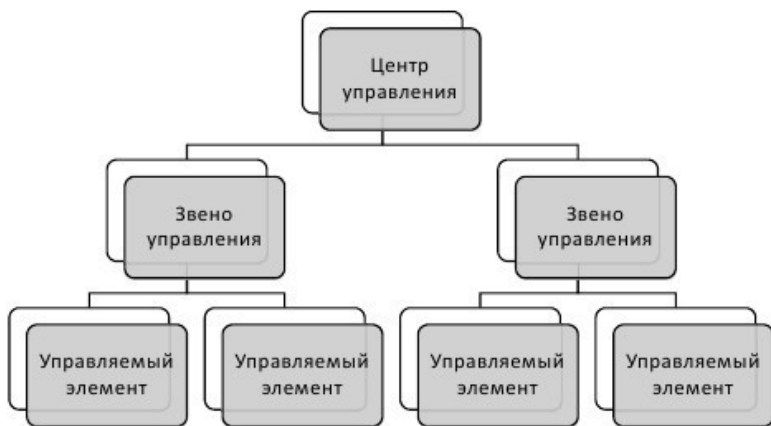 Центр
управления
Звено
управления
Звено
управления
Управляемый
элемент
Управляемый
элемент
Управляемый
элемент
Управляемый
элемент